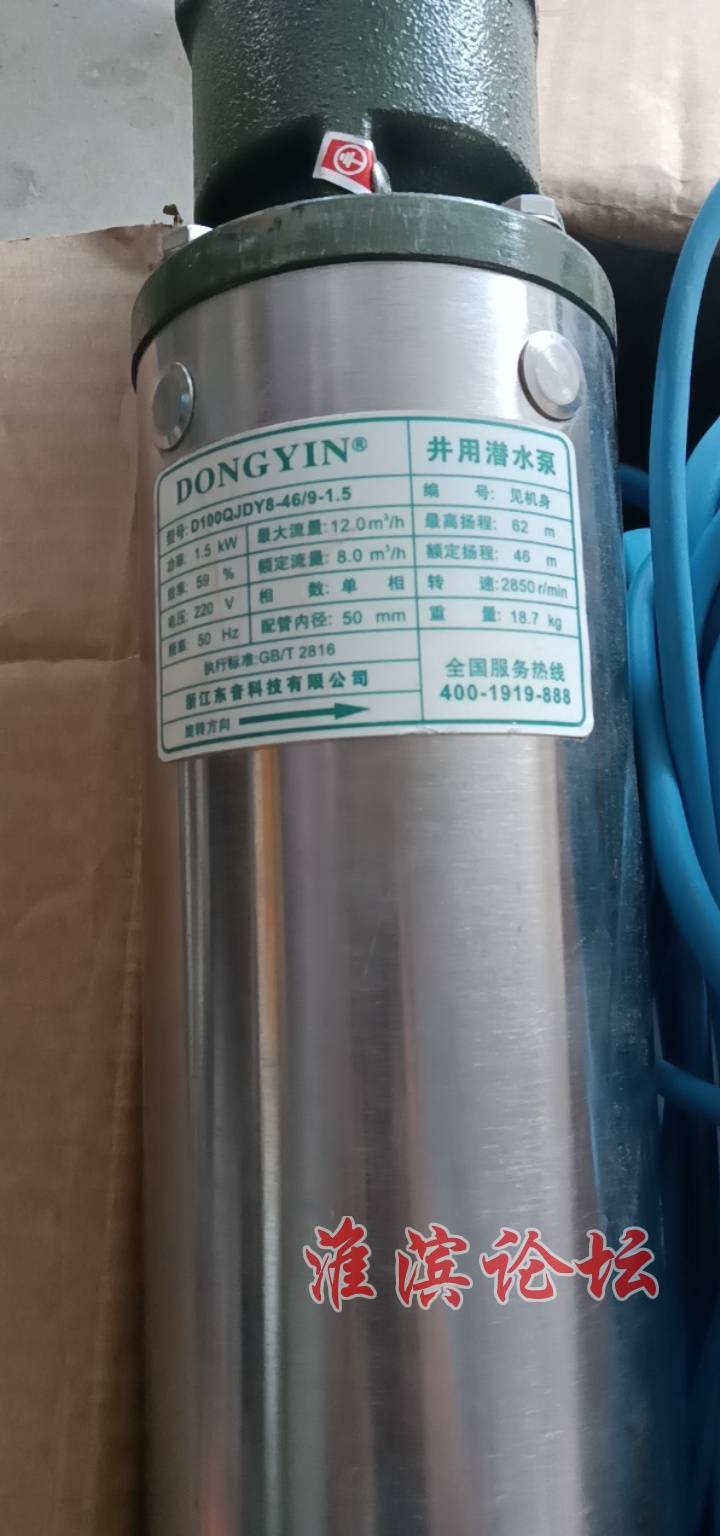 DONGYIN® 井用潜水泵
型号: D100QJDY8-46/9-1.5 编号: 见机身
功率: 1.5 kW 最大流量: 12.0 m³/h 最高扬程: 62 m
效率: 59 % 额定流量: 8.0 m³/h 额定扬程: 46 m
电压: 220 V 相数: 单相 转速: 2850 r/min
频率: 50 Hz 配管内径: 50 mm 重量: 18.7 kg
执行标准: GB/T 2816
浙江东音科技有限公司
旋转方向
全国服务热线
400-1919-888
淮滨论坛